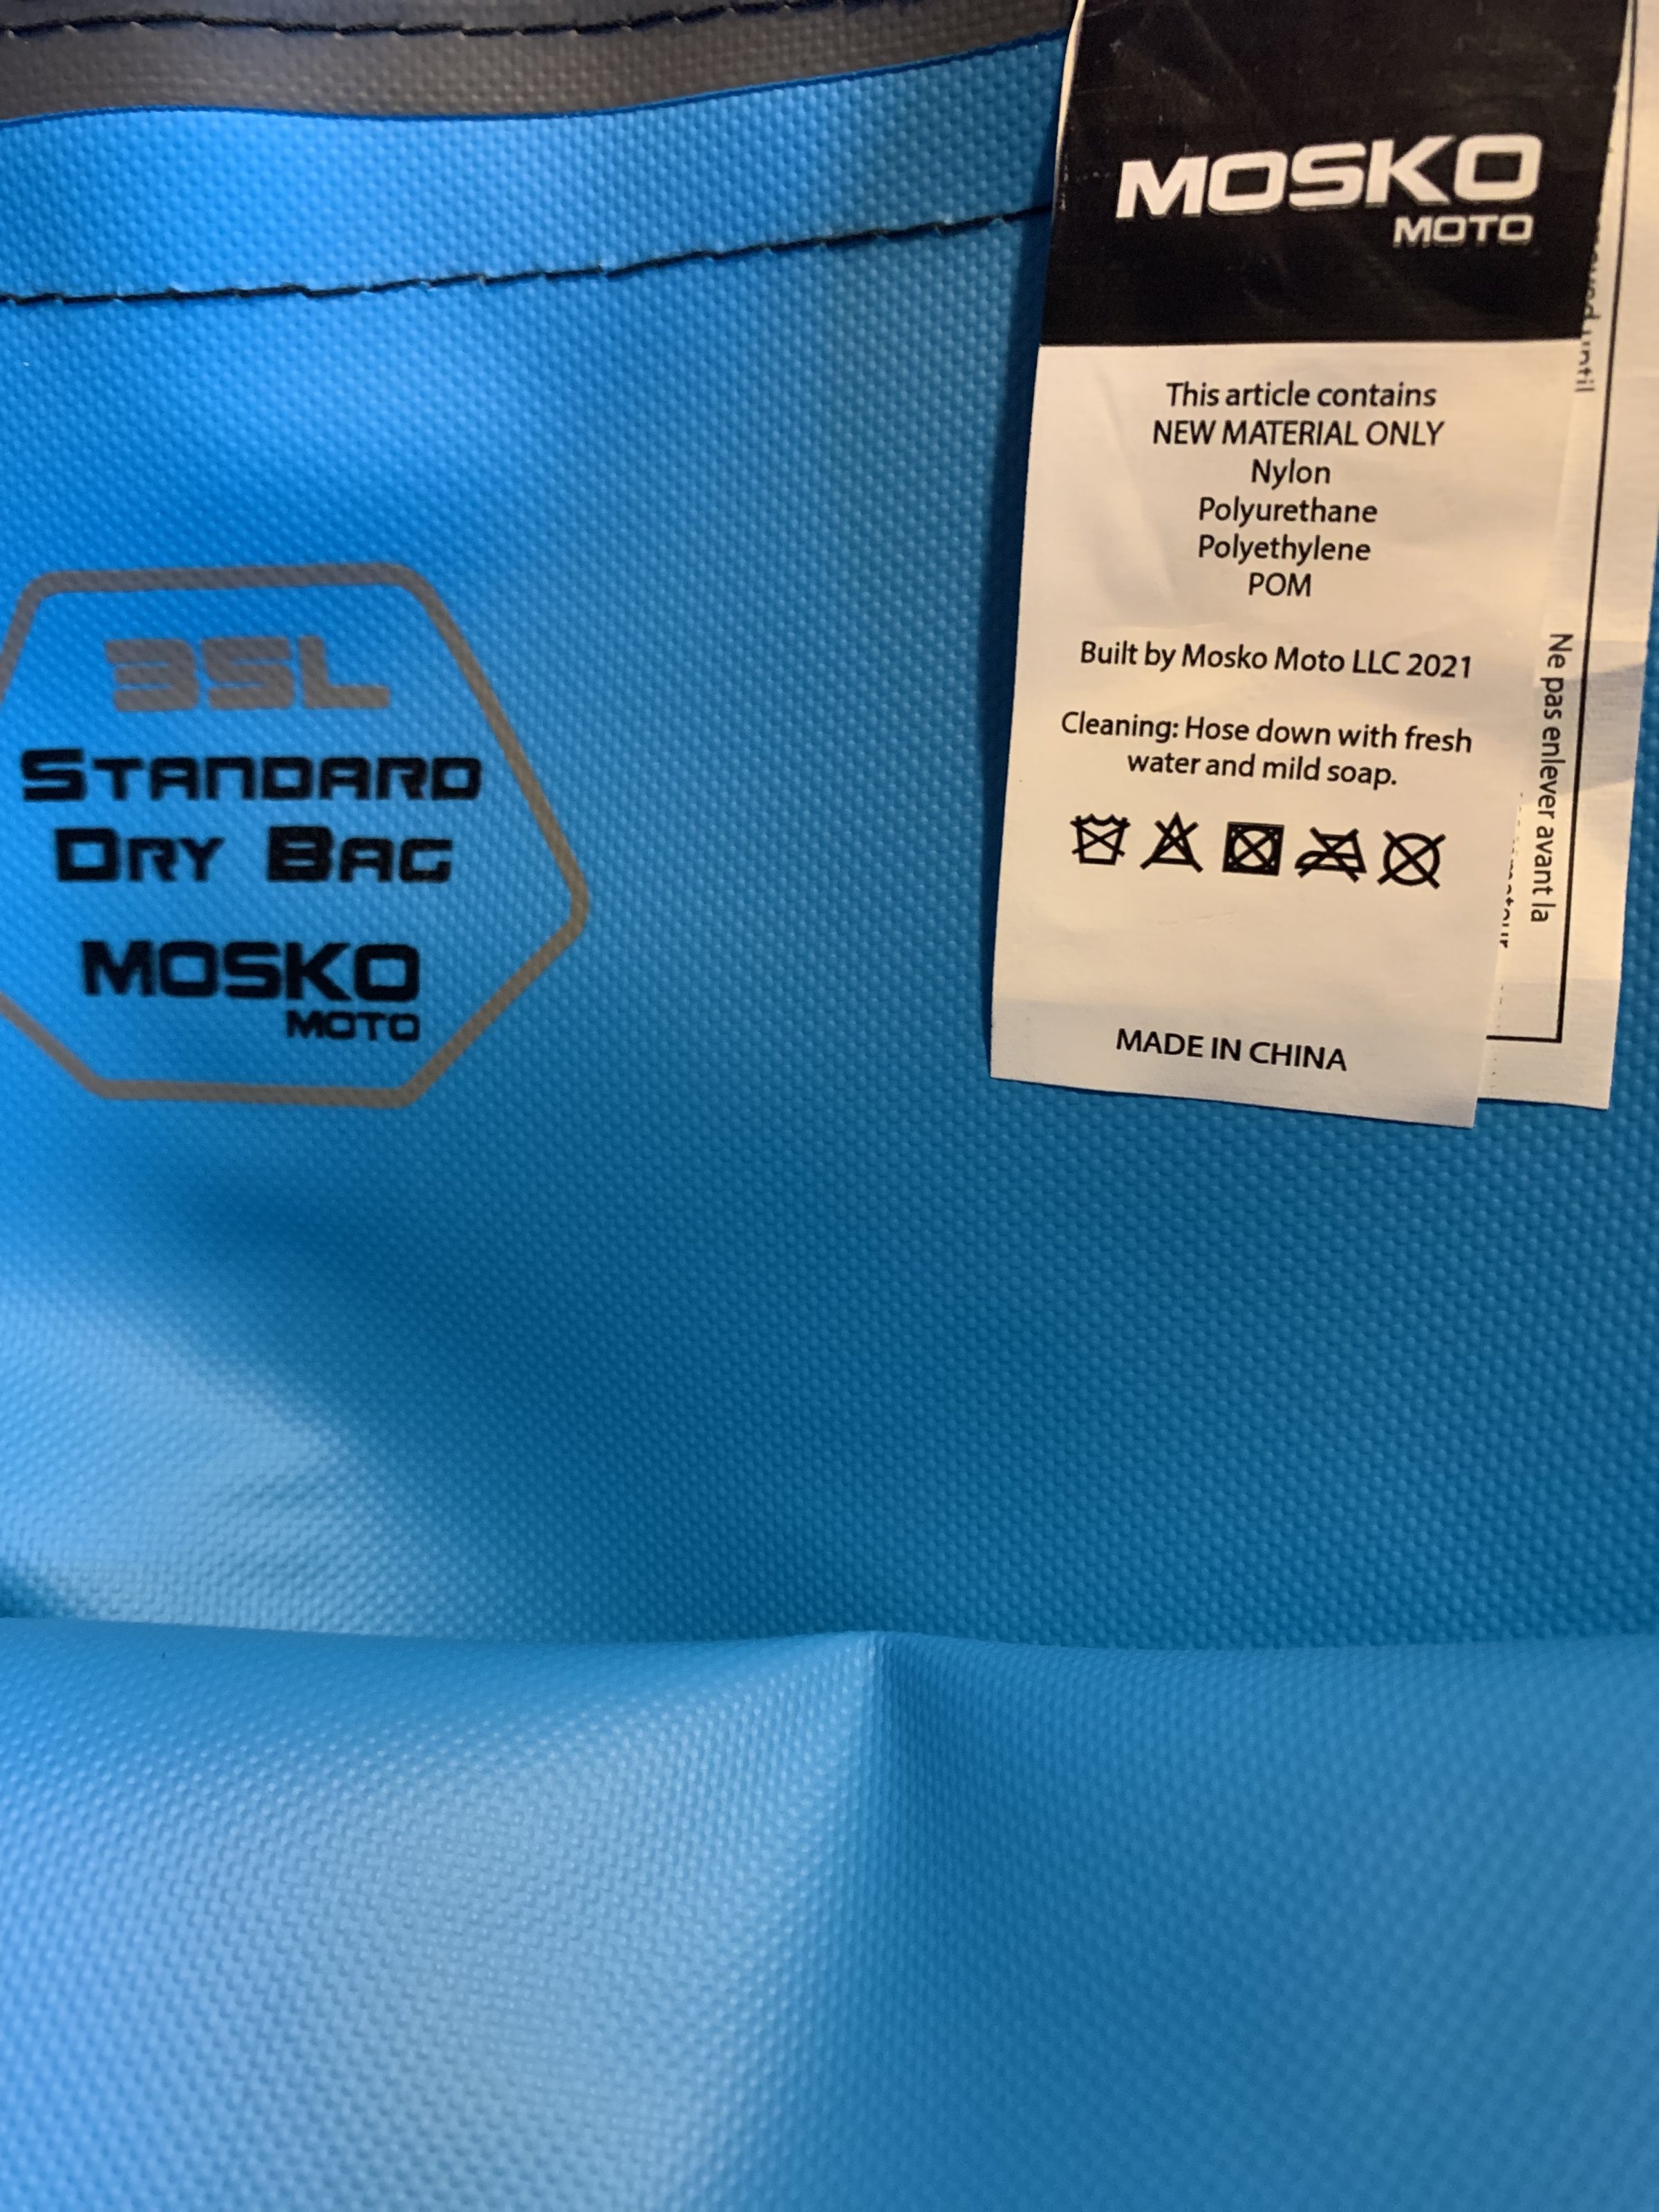 MOSKO
MOTO
This article contains
NEW MATERIAL ONLY
Nylon
Polyurethane
Polyethylene
POM
Built by Mosko Moto LLC 2021
Cleaning: Hose down with fresh
water and mild soap.
MADE IN CHINA
until
Ne pas enlever avant la
35L
STANDARD
DRY BAG
MOSKO
MOTO